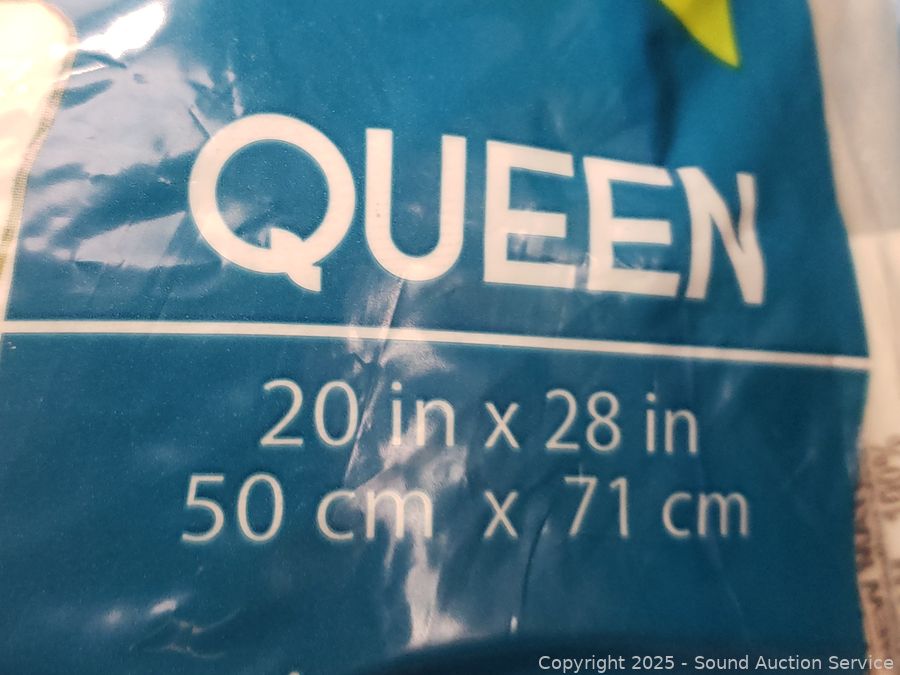 QUEEN
20 in x 28 in
50 cm x 71 cm
Copyright 2025 - Sound Auction Service